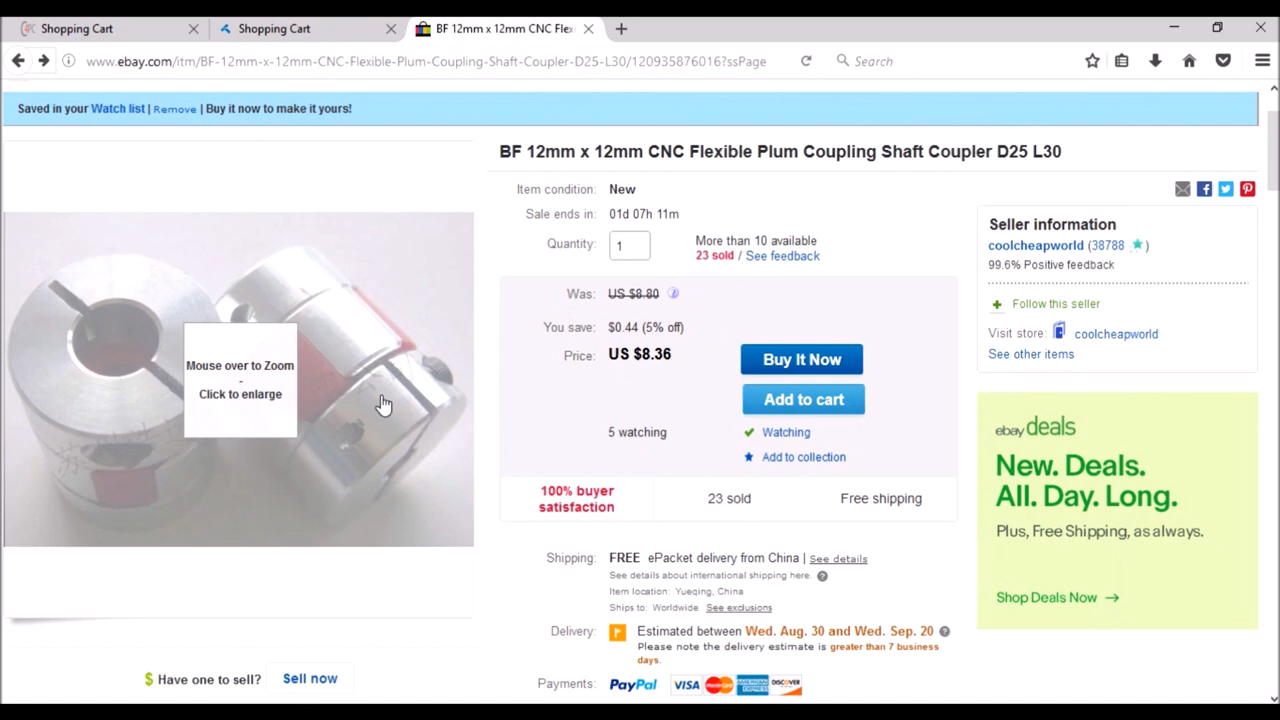 Shopping Cart
Shopping Cart
BF 12mm x 12mm CNC Flex
www.ebay.com/itm/BF-12mm-x-12mm-CNC-Flexible-Plum-Coupling-Shaft-Coupler-D25-L30/120935876016?ssPage
Search
Saved in your Watch list | Remove | Buy it now to make it yours!
BF 12mm x 12mm CNC Flexible Plum Coupling Shaft Coupler D25 L30
Item condition: New
Sale ends in: 01d 07h 11m
Quantity: 1
More than 10 available
23 sold / See feedback
Was: US $8.80
You save: $0.44 (5% off)
Price: US $8.36
Buy It Now
Add to cart
5 watching
Watching
Add to collection
100% buyer
satisfaction
23 sold
Free shipping
Shipping: FREE ePacket delivery from China | See details
See details about international shipping here. ?
Item location: Yueqing, China
Ships to: Worldwide See exclusions
Delivery: Estimated between Wed. Aug. 30 and Wed. Sep. 20 ?
Please note the delivery estimate is greater than 7 business
days.
Payments: PayPal VISA MasterCard AMERICAN EXPRESS DISCOVER
Mouse over to Zoom
-
Click to enlarge
$ Have one to sell? Sell now
Seller information
coolcheapworld (38788 )
99.6% Positive feedback
+ Follow this seller
Visit store: coolcheapworld
See other items
ebay deals
New. Deals.
All. Day. Long.
Plus, Free Shipping, as always.
Shop Deals Now →